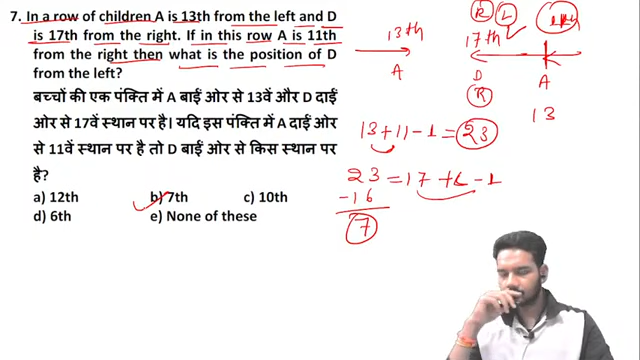 7. In a row of children A is 13th from the left and D
is 17th from the right. If in this row A is 11th
from the right then what is the position of D
from the left?
बच्चों की एक पंक्ति में A बाईं ओर से 13वें और D दाईं
ओर से 17वें स्थान पर है। यदि इस पंक्ति में A दाईं ओर से
11वें स्थान पर है तो D बाईं ओर से किस स्थान पर
है?
a) 12th b) 7th c) 10th
d) 6th e) None of these
13th
A
R L
17th
D
R
A
13
13 + 11 - 1 = 23
23 = 17 + L - 1
-16
7